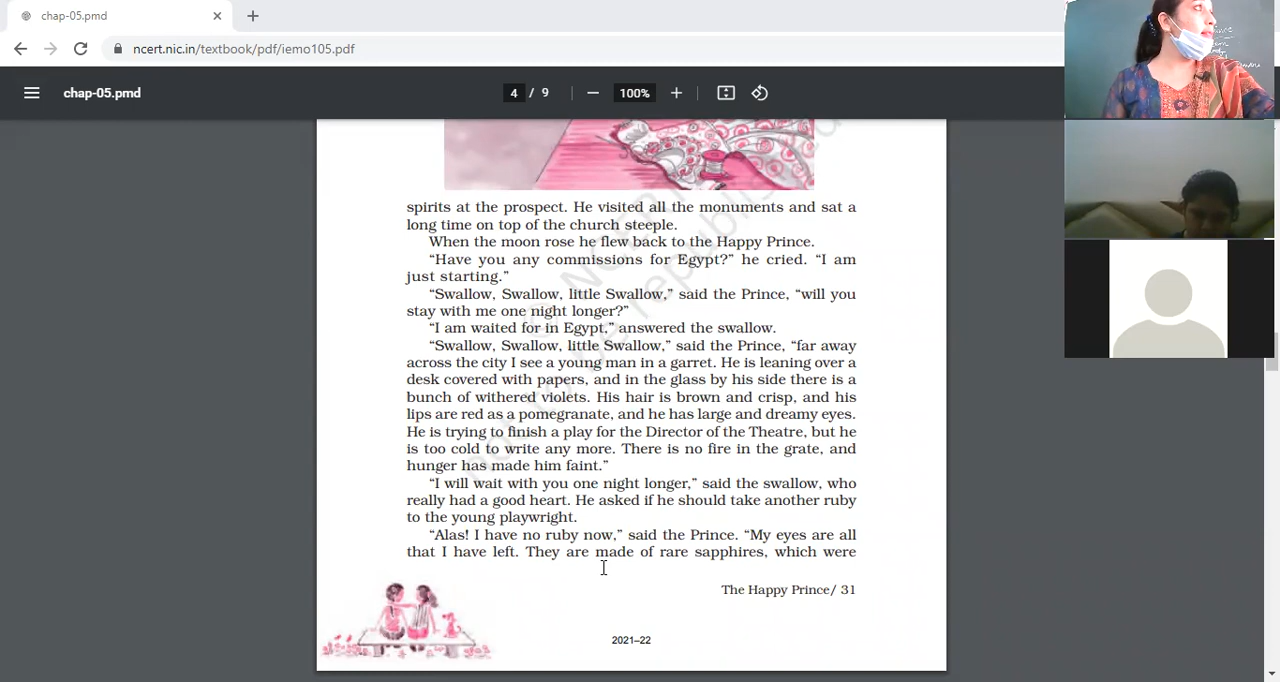 chap-05.pmd
ncert.nic.in/textbook/pdf/iemo105.pdf
chap-05.pmd
4 / 9
100%
spirits at the prospect. He visited all the monuments and sat a
long time on top of the church steeple.
When the moon rose he flew back to the Happy Prince.
“Have you any commissions for Egypt?” he cried. “I am
just starting.”
“Swallow, Swallow, little Swallow,” said the Prince, “will you
stay with me one night longer?”
“I am waited for in Egypt,” answered the swallow.
“Swallow, Swallow, little Swallow,” said the Prince, “far away
across the city I see a young man in a garret. He is leaning over a
desk covered with papers, and in the glass by his side there is a
bunch of withered violets. His hair is brown and crisp, and his
lips are red as a pomegranate, and he has large and dreamy eyes.
He is trying to finish a play for the Director of the Theatre, but he
is too cold to write any more. There is no fire in the grate, and
hunger has made him faint.”
“I will wait with you one night longer,” said the swallow, who
really had a good heart. He asked if he should take another ruby
to the young playwright.
“Alas! I have no ruby now,” said the Prince. “My eyes are all
that I have left. They are made of rare sapphires, which were
The Happy Prince/ 31
2021–22